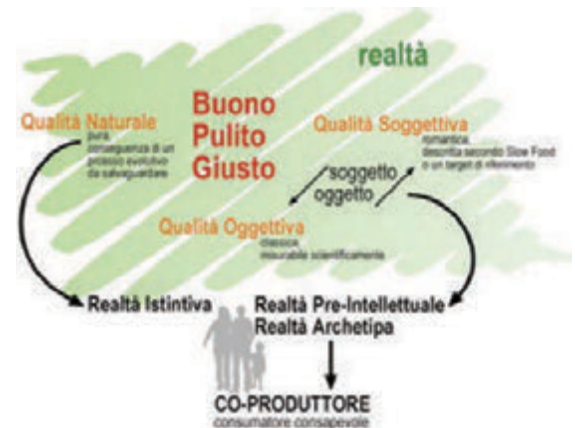 realtà
Buono
Pulito
Giusto
Qualità Naturale
pura
conseguenza di un
processo evolutivo
da salvaguardare
Qualità Soggettiva
romantica
descritta secondo Slow Food
o un target di riferimento
soggetto
oggetto
Qualità Oggettiva
classica
misurabile scientificamente
Realtà Istintiva
Realtà Pre-Intellettuale
Realtà Archetipa
CO-PRODUTTORE
consumatore consapevole